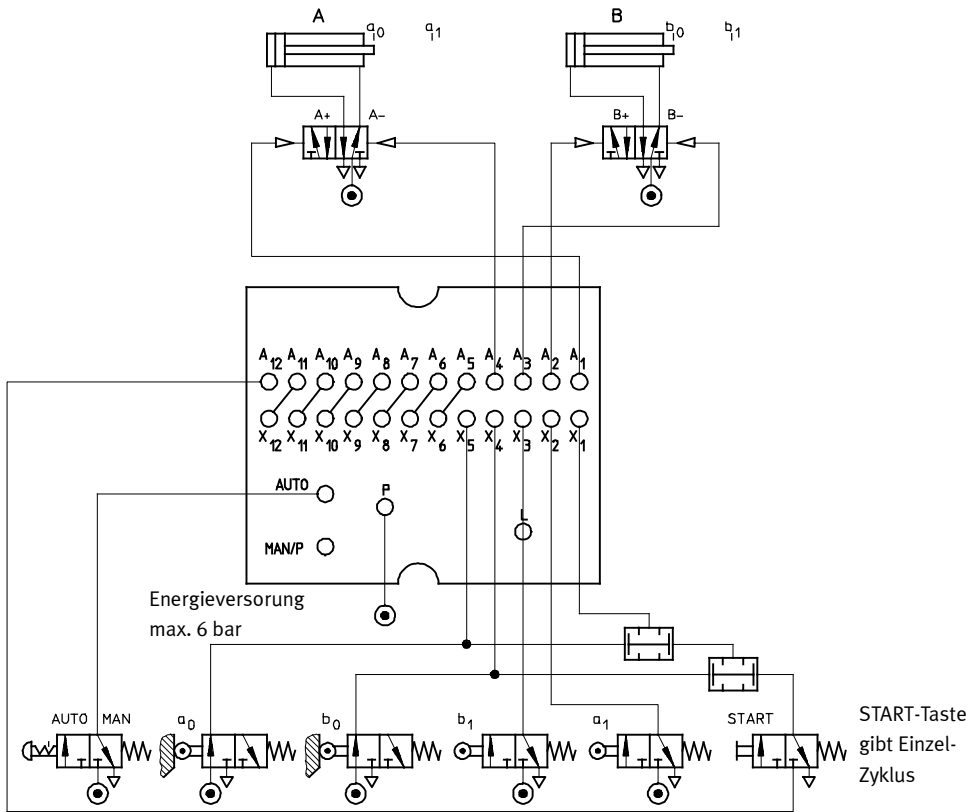 A B
a0 a1 b0 b1
A+ A- B+ B-
A12 A11 A10 A9 A8 A7 A6 A5 A4 A3 A2 A1
X12 X11 X10 X9 X8 X7 X6 X5 X4 X3 X2 X1
AUTO P L
MAN/P
Energieversorung
max. 6 bar
AUTO MAN a0 b0 b1 a1 START
START-Taste
gibt Einzel-
Zyklus